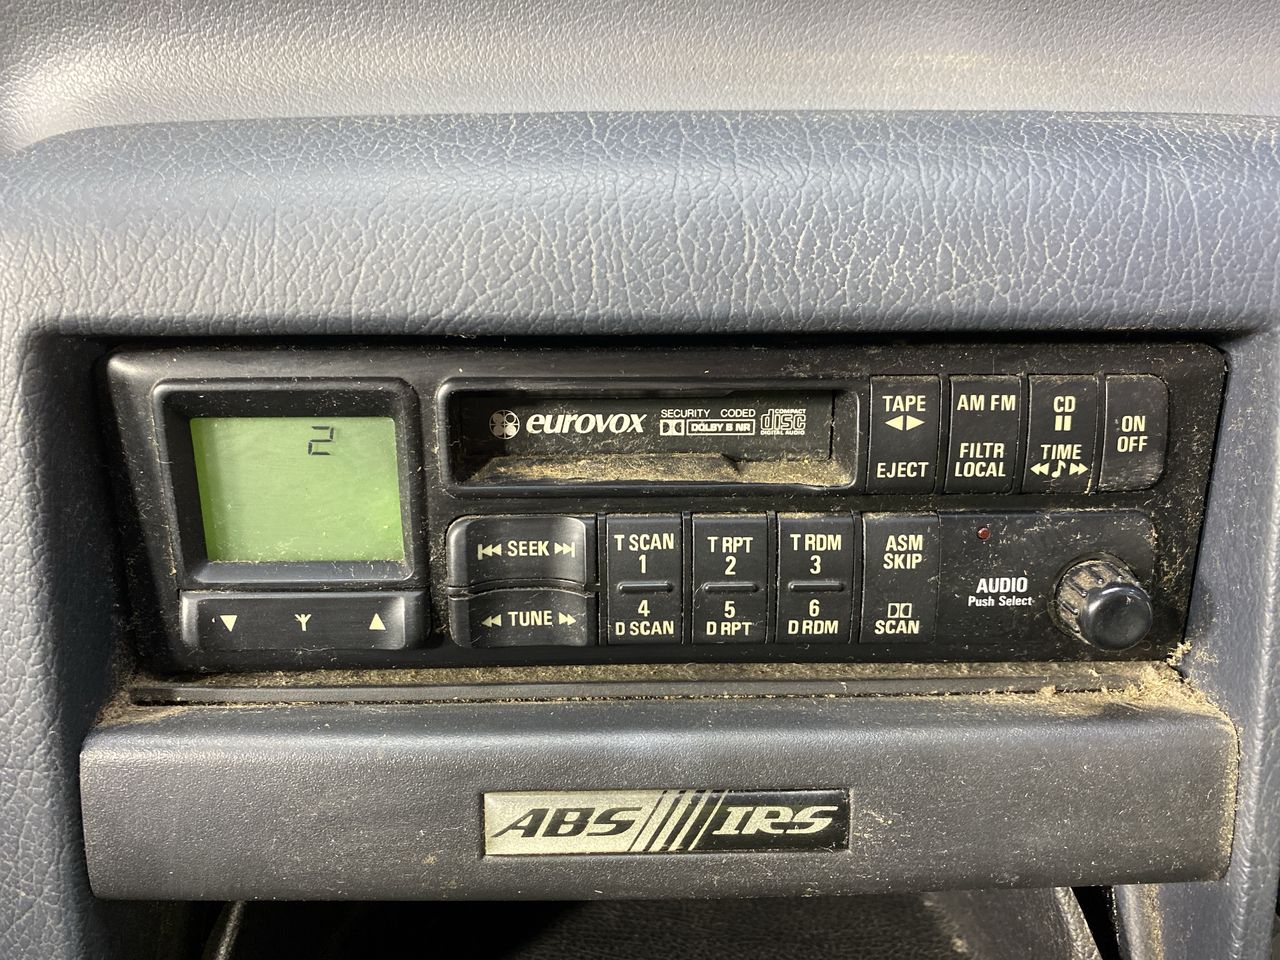 2
eurovox
SECURITY CODED
DOLBY B NR
COMPACT
disc
DIGITAL AUDIO
TAPE
EJECT
AM FM
FILTR
LOCAL
CD
TIME
ON
OFF
SEEK
TUNE
T SCAN
1
4
D SCAN
T RPT
2
5
D RPT
T RDM
3
6
D RDM
ASM
SKIP
SCAN
AUDIO
Push Select
ABS IRS